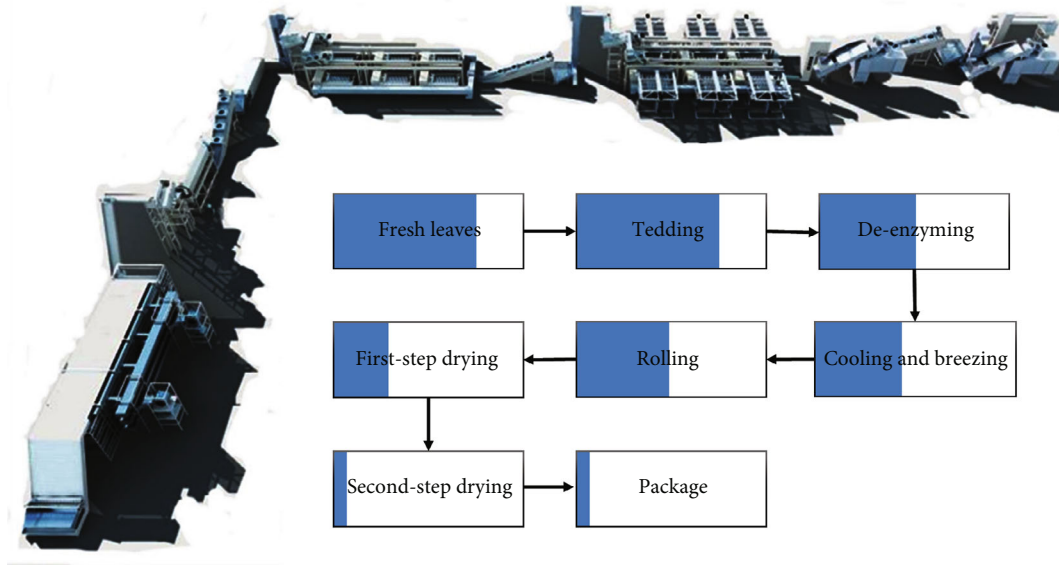 Fresh leaves
Tedding
De-enzyming
Cooling and breezing
Rolling
First-step drying
Second-step drying
Package